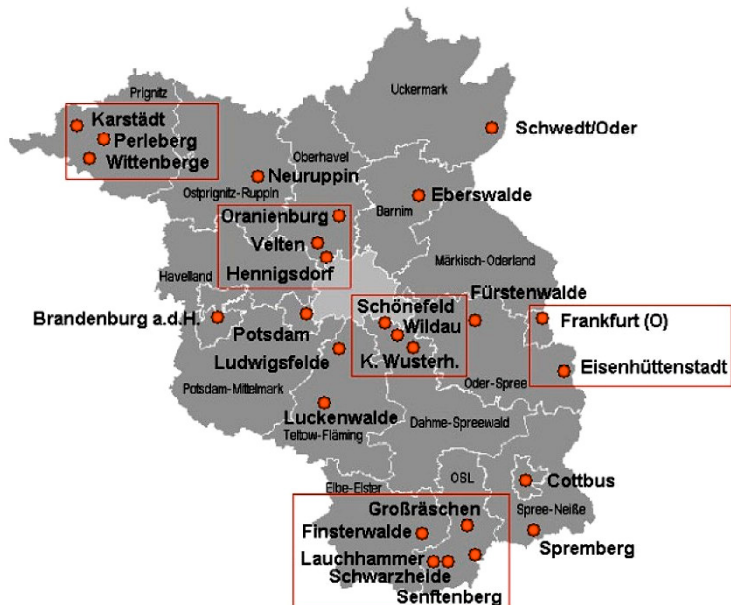 Prignitz
Uckermark
Karstädt
Perleberg
Wittenberge
Schwedt/Oder
Oberhavel
Neuruppin
Ostprignitz-Ruppin
Eberswalde
Barnim
Oranienburg
Velten
Hennigsdorf
Havelland
Märkisch-Oderland
Fürstenwalde
Schönefeld
Wildau
K. Wusterh.
Frankfurt (O)
Brandenburg a.d.H.
Potsdam
Ludwigsfelde
Eisenhüttenstadt
Potsdam-Mittelmark
Oder-Spree
Luckenwalde
Teltow-Fläming
Dahme-Spreewald
Elbe-Elster
OSL
Cottbus
Großräschen
Spree-Neiße
Finsterwalde
Spremberg
Lauchhammer
Schwarzheide
Senftenberg